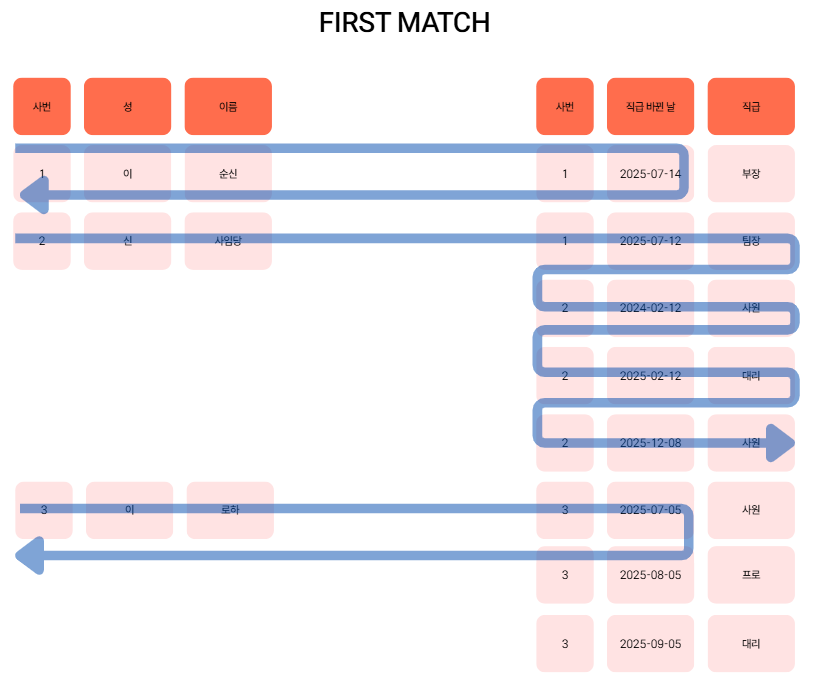 FIRST MATCH
사번 성 이름 사번 직급 바뀐 날 직급
1 이 순신 1 2025-07-14 부장
2 신 사임당 1 2025-07-12 팀장
2 2024-02-12 사원
2 2025-02-12 대리
2 2025-12-08 사원
3 이 로하 3 2025-07-05 사원
3 2025-08-05 프로
3 2025-09-05 대리